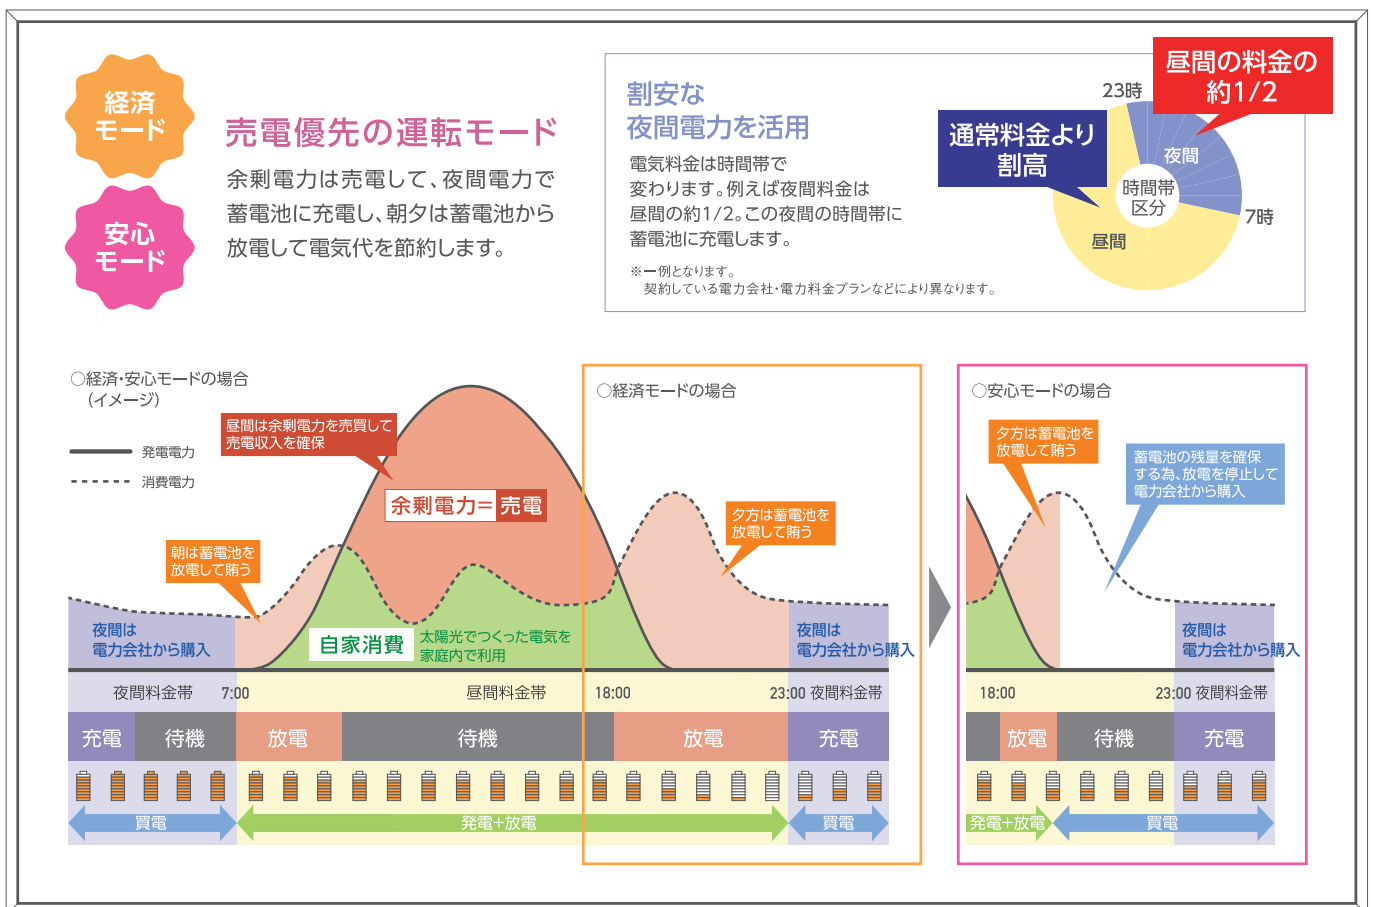 経済
モード
安心
モード
売電優先の運転モード
余剰電力は売電して、夜間電力で
蓄電池に充電し、朝夕は蓄電池から
放電して電気代を節約します。
割安な
夜間電力を活用
電気料金は時間帯で
変わります。例えば夜間料金は
昼間の約1/2。この夜間の時間帯に
蓄電池に充電します。
※一例となります。
契約している電力会社・電力料金プランなどにより異なります。
昼間の料金の
約1/2
23時
通常料金より
割高
夜間
時間帯
区分
7時
昼間
○経済・安心モードの場合
(イメージ)
発電電力
消費電力
昼間は余剰電力を売買して
売電収入を確保
余剰電力=売電
朝は蓄電池を
放電して賄う
夜間は
電力会社から購入
自家消費
太陽光でつくった電気を
家庭内で利用
○経済モードの場合
夕方は蓄電池を
放電して賄う
夜間は
電力会社から購入
夜間料金帯 7:00 昼間料金帯 18:00 23:00 夜間料金帯
充電 待機 放電 待機 放電 充電
買電 発電+放電 買電
○安心モードの場合
夕方は蓄電池を
放電して賄う
蓄電池の残量を確保
する為、放電を停止して
電力会社から購入
夜間は
電力会社から購入
18:00 23:00 夜間料金帯
放電 待機 充電
発電+放電 買電